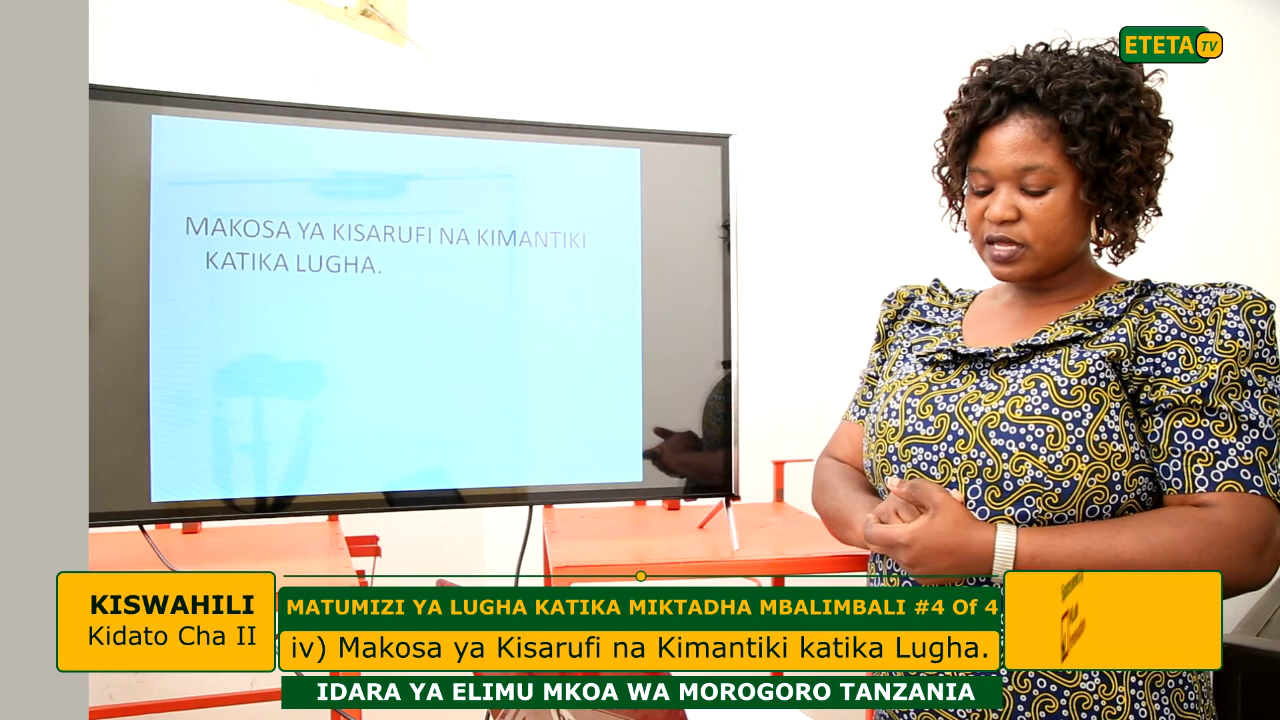 ETETA TV
MAKOSA YA KISARUFI NA KIMANTIKI
KATIKA LUGHA.
KISWAHILI
Kidato Cha II
MATUMIZI YA LUGHA KATIKA MIKTADHA MBALIMBALI #4 Of 4
iv) Makosa ya Kisarufi na Kimantiki katika Lugha.
IDARA YA ELIMU MKOA WA MOROGORO TANZANIA